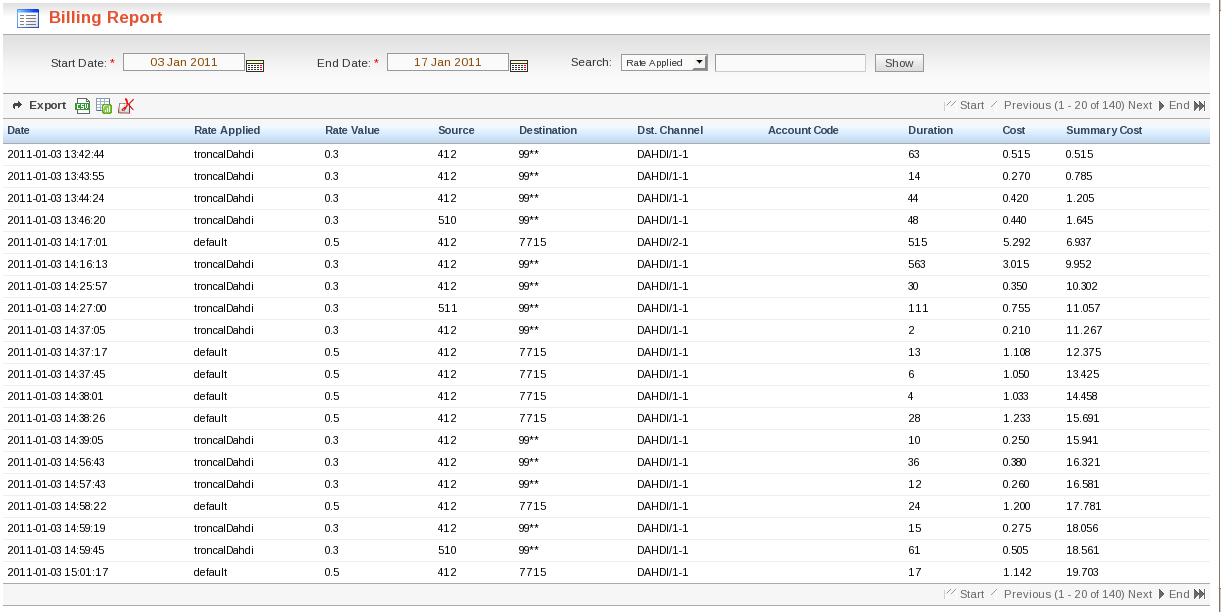 Billing Report
Start Date: * 03 Jan 2011 End Date: * 17 Jan 2011 Search: Rate Applied Show
Export Start Previous (1 - 20 of 140) Next End
Date Rate Applied Rate Value Source Destination Dst. Channel Account Code Duration Cost Summary Cost
2011-01-03 13:42:44 troncalDahdi 0.3 412 99** DAHDI/1-1 63 0.515 0.515
2011-01-03 13:43:55 troncalDahdi 0.3 412 99** DAHDI/1-1 14 0.270 0.785
2011-01-03 13:44:24 troncalDahdi 0.3 412 99** DAHDI/1-1 44 0.420 1.205
2011-01-03 13:46:20 troncalDahdi 0.3 510 99** DAHDI/1-1 48 0.440 1.645
2011-01-03 14:17:01 default 0.5 412 7715 DAHDI/2-1 515 5.292 6.937
2011-01-03 14:16:13 troncalDahdi 0.3 412 99** DAHDI/1-1 563 3.015 9.952
2011-01-03 14:25:57 troncalDahdi 0.3 412 99** DAHDI/1-1 30 0.350 10.302
2011-01-03 14:27:00 troncalDahdi 0.3 511 99** DAHDI/1-1 111 0.755 11.057
2011-01-03 14:37:05 troncalDahdi 0.3 412 99** DAHDI/1-1 2 0.210 11.267
2011-01-03 14:37:17 default 0.5 412 7715 DAHDI/1-1 13 1.108 12.375
2011-01-03 14:37:45 default 0.5 412 7715 DAHDI/1-1 6 1.050 13.425
2011-01-03 14:38:01 default 0.5 412 7715 DAHDI/1-1 4 1.033 14.458
2011-01-03 14:38:26 default 0.5 412 7715 DAHDI/1-1 28 1.233 15.691
2011-01-03 14:39:05 troncalDahdi 0.3 412 99** DAHDI/1-1 10 0.250 15.941
2011-01-03 14:56:43 troncalDahdi 0.3 412 99** DAHDI/1-1 36 0.380 16.321
2011-01-03 14:57:43 troncalDahdi 0.3 412 99** DAHDI/1-1 12 0.260 16.581
2011-01-03 14:58:22 default 0.5 412 7715 DAHDI/1-1 24 1.200 17.781
2011-01-03 14:59:19 troncalDahdi 0.3 412 99** DAHDI/1-1 15 0.275 18.056
2011-01-03 14:59:45 troncalDahdi 0.3 510 99** DAHDI/1-1 61 0.505 18.561
2011-01-03 15:01:17 default 0.5 412 7715 DAHDI/1-1 17 1.142 19.703
Start Previous (1 - 20 of 140) Next End